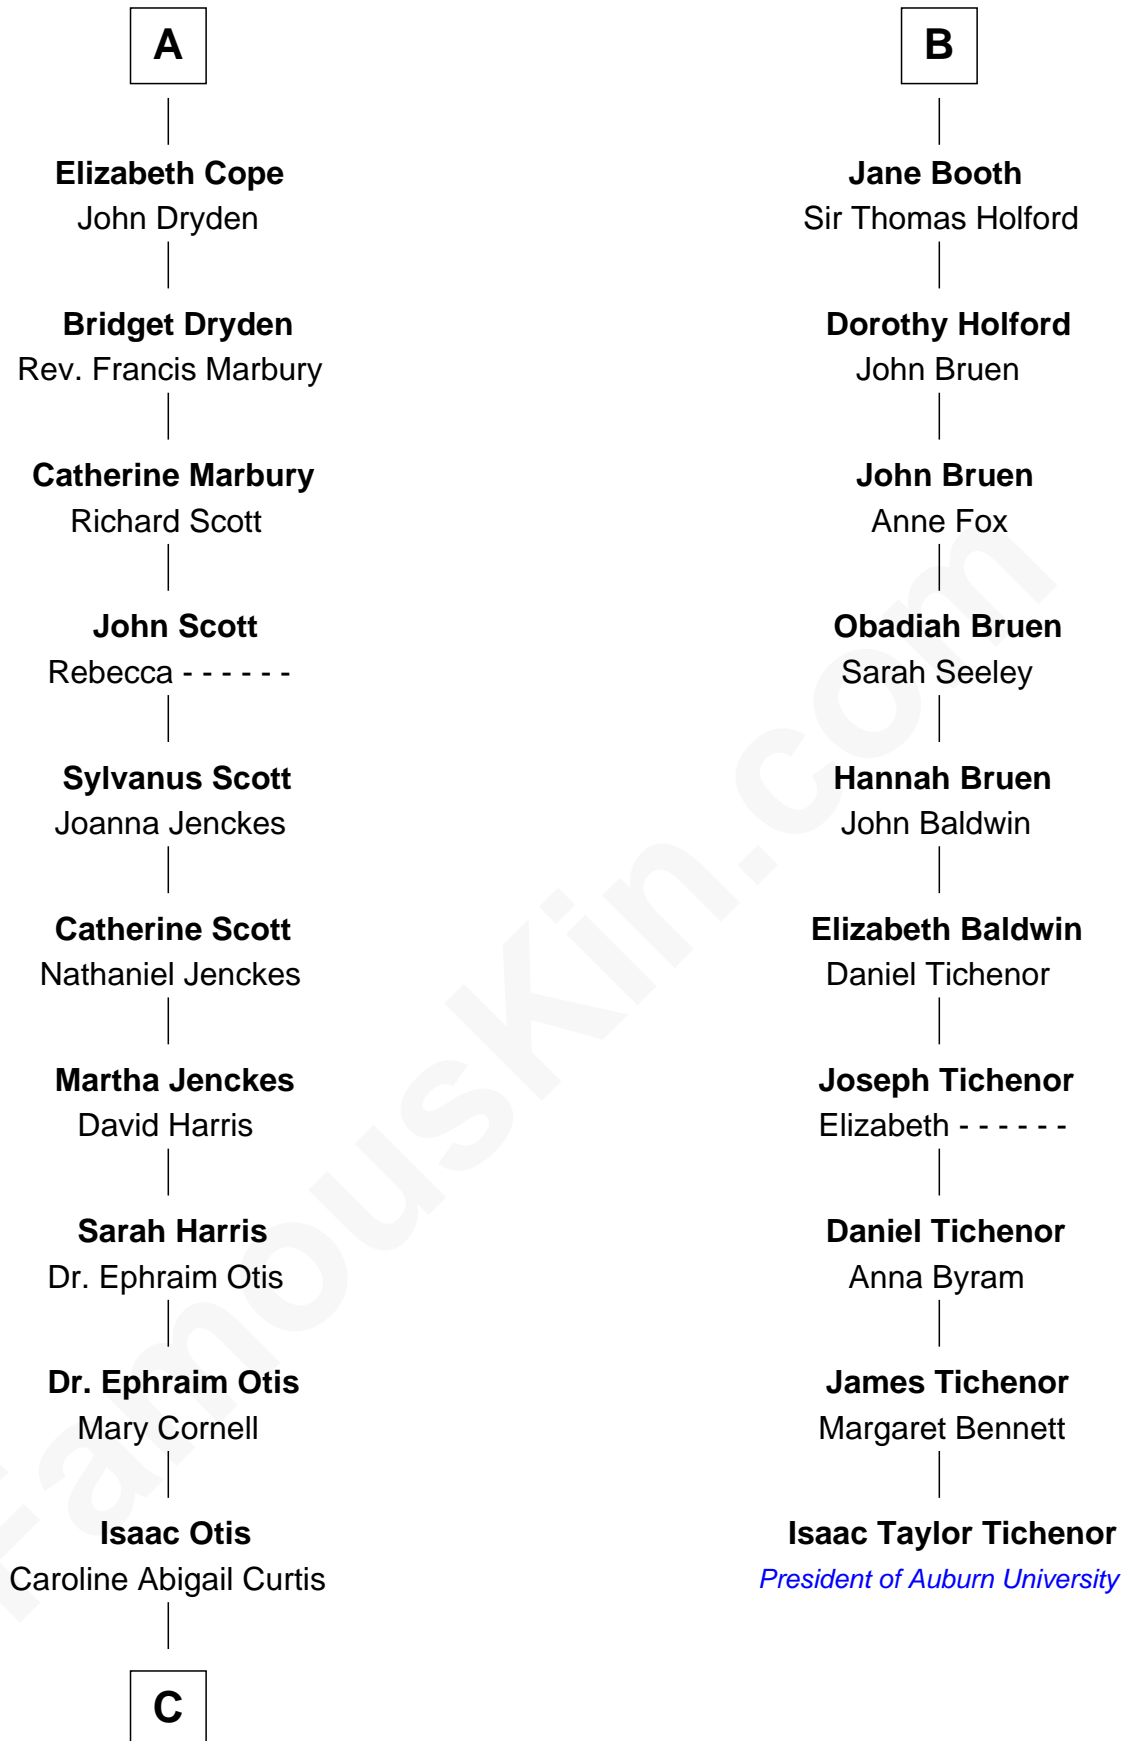 A
Elizabeth Cope
John Dryden
Bridget Dryden
Rev. Francis Marbury
Catherine Marbury
Richard Scott
John Scott
Rebecca - - - - - -
Sylvanus Scott
Joanna Jenckes
Catherine Scott
Nathaniel Jenckes
Martha Jenckes
David Harris
Sarah Harris
Dr. Ephraim Otis
Dr. Ephraim Otis
Mary Cornell
Isaac Otis
Caroline Abigail Curtis
C
B
Jane Booth
Sir Thomas Holford
Dorothy Holford
John Bruen
John Bruen
Anne Fox
Obadiah Bruen
Sarah Seeley
Hannah Bruen
John Baldwin
Elizabeth Baldwin
Daniel Tichenor
Joseph Tichenor
Elizabeth - - - - - -
Daniel Tichenor
Anna Byram
James Tichenor
Margaret Bennett
Isaac Taylor Tichenor
President of Auburn University
FamousKin.com